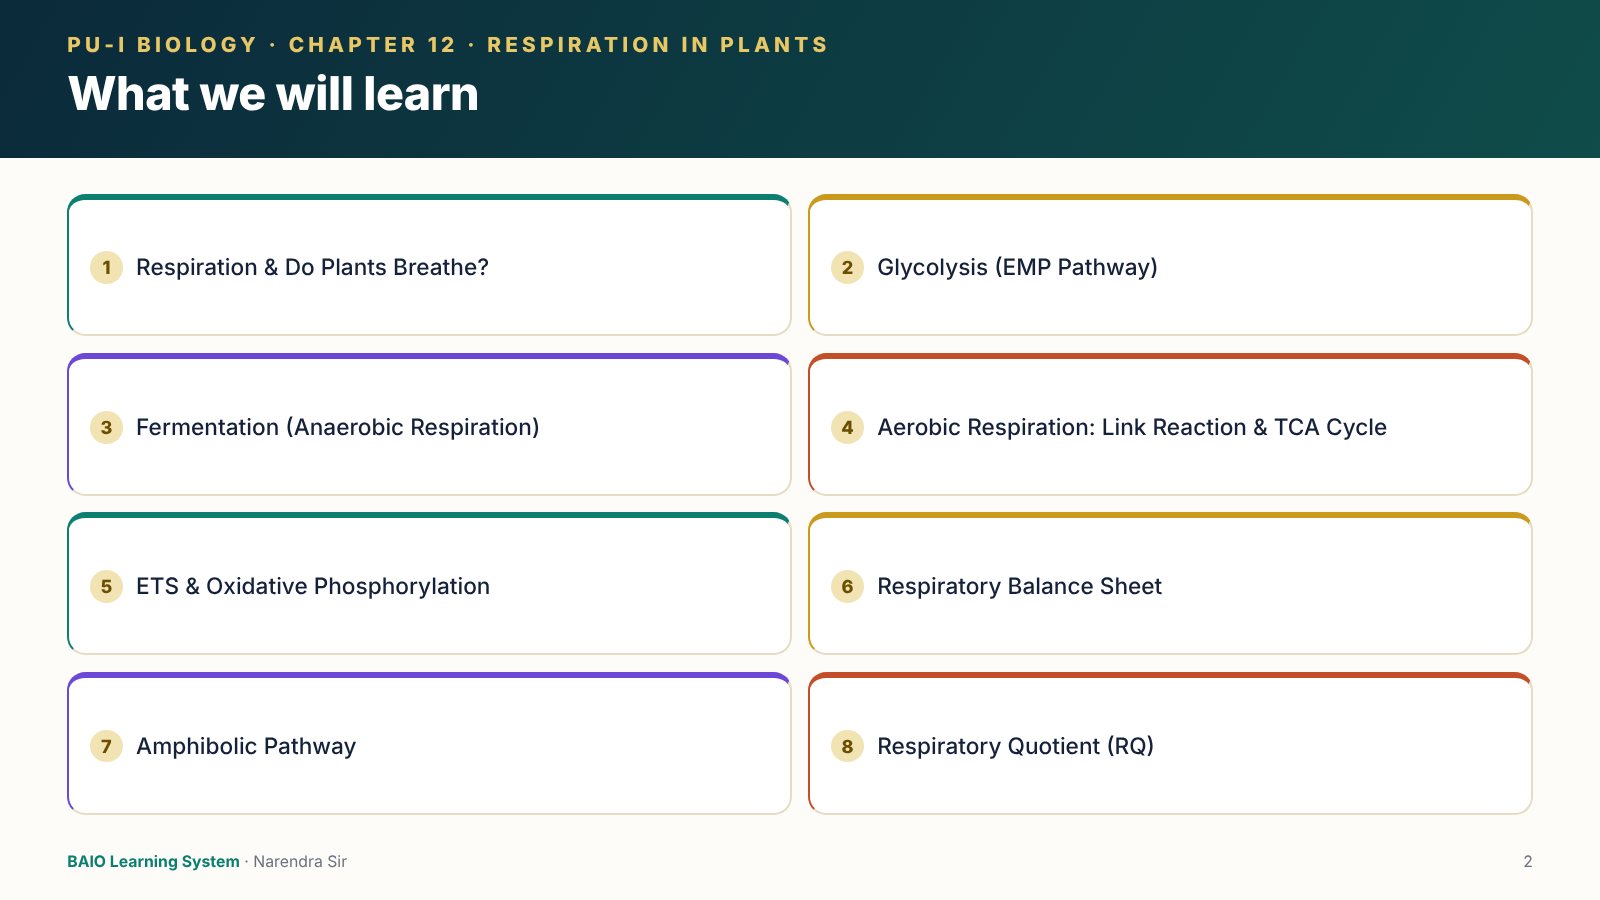 PU-I BIOLOGY · CHAPTER 12 · RESPIRATION IN PLANTS
What we will learn
1 Respiration & Do Plants Breathe?
2 Glycolysis (EMP Pathway)
3 Fermentation (Anaerobic Respiration)
4 Aerobic Respiration: Link Reaction & TCA Cycle
5 ETS & Oxidative Phosphorylation
6 Respiratory Balance Sheet
7 Amphibolic Pathway
8 Respiratory Quotient (RQ)
BAIO Learning System · Narendra Sir
2